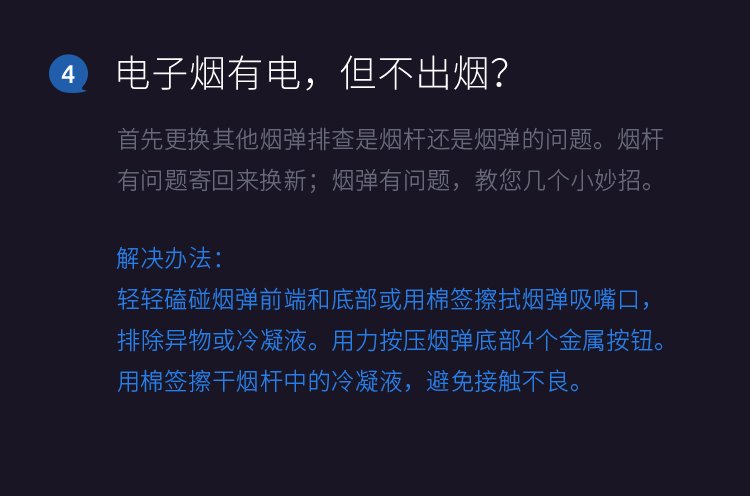 4 电子烟有电，但不出烟？
首先更换其他烟弹排查是烟杆还是烟弹的问题。烟杆
有问题寄回来换新；烟弹有问题，教您几个小妙招。
解决办法：
轻轻磕碰烟弹前端和底部或用棉签擦拭烟弹吸嘴口，
排除异物或冷凝液。用力按压烟弹底部4个金属按钮。
用棉签擦干烟杆中的冷凝液，避免接触不良。